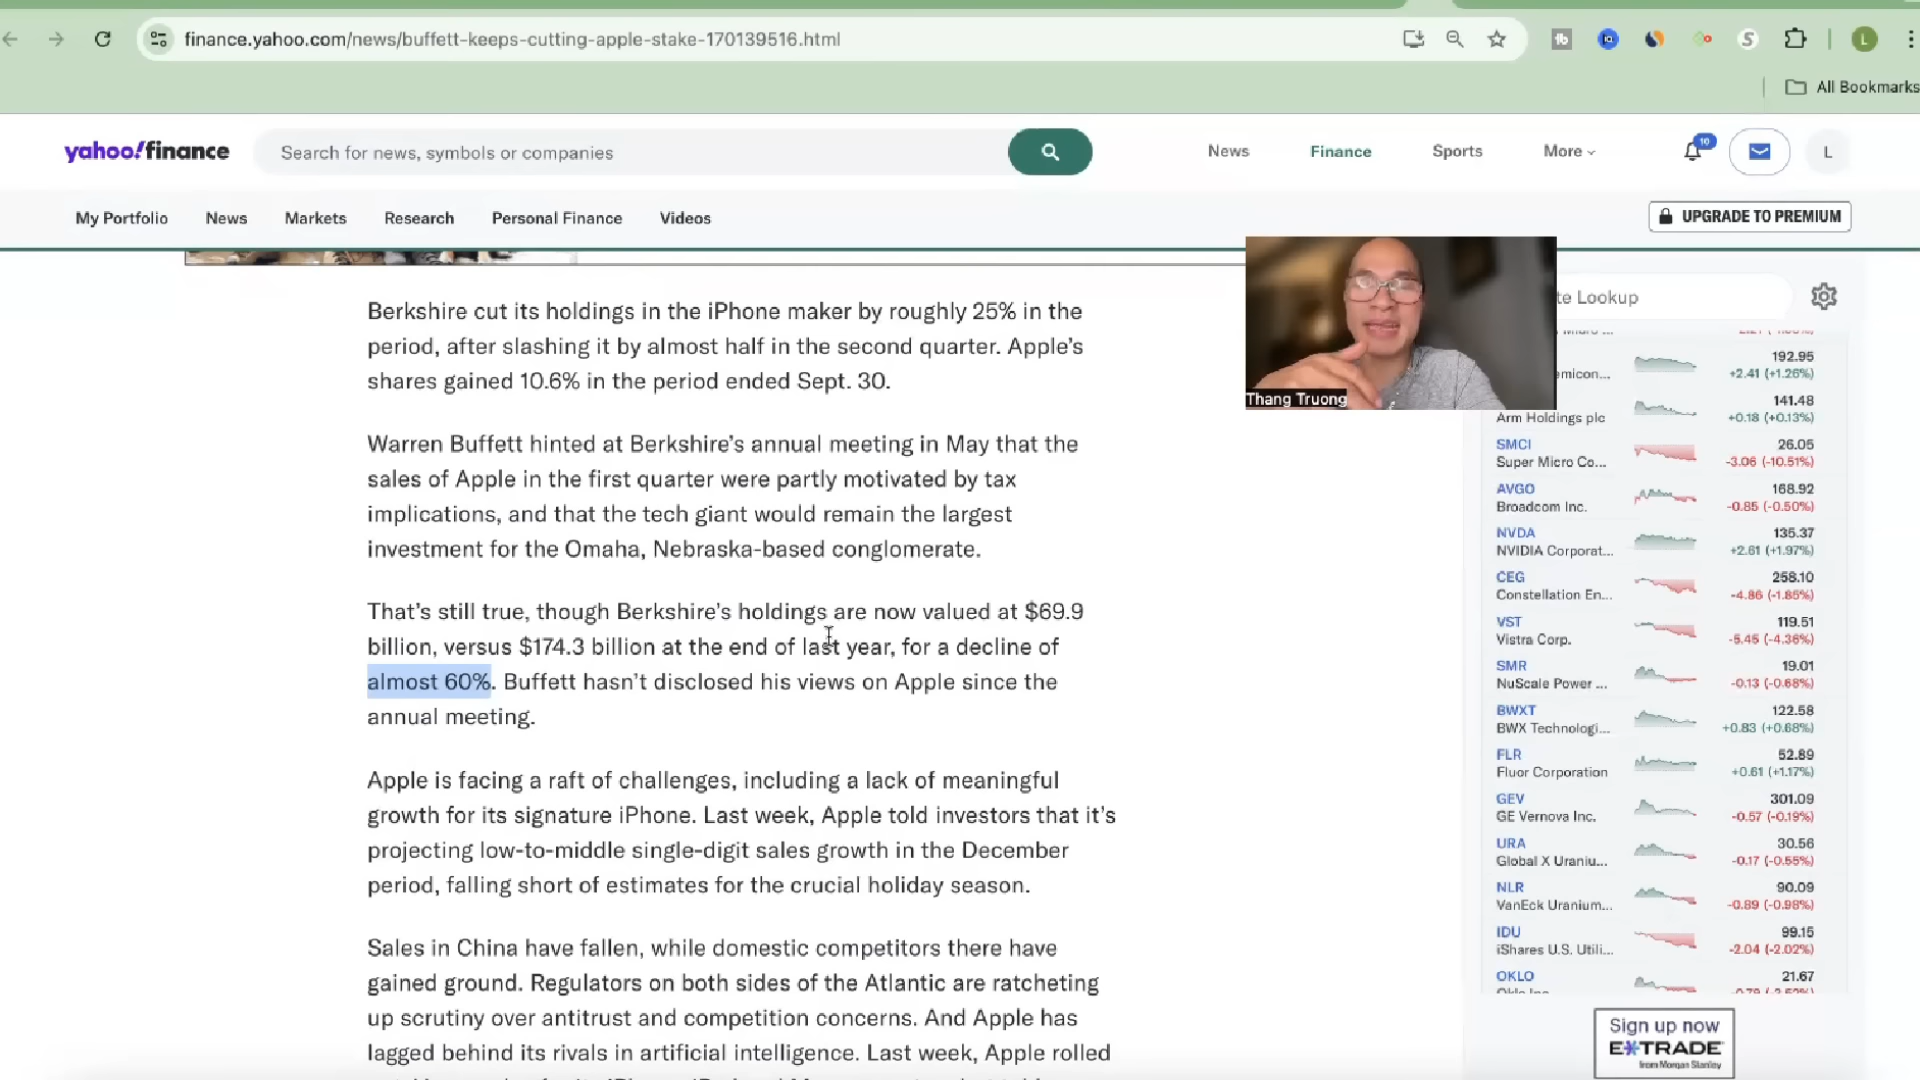 finance.yahoo.com/news/buffett-keeps-cutting-apple-stake-170139516.html
L
All Bookmarks
yahoo!finance
Search for news, symbols or companies
News
Finance
Sports
More
10
L
My Portfolio
News
Markets
Research
Personal Finance
Videos
UPGRADE TO PREMIUM
Berkshire cut its holdings in the iPhone maker by roughly 25% in the
period, after slashing it by almost half in the second quarter. Apple's
shares gained 10.6% in the period ended Sept. 30.
Warren Buffett hinted at Berkshire's annual meeting in May that the
sales of Apple in the first quarter were partly motivated by tax
implications, and that the tech giant would remain the largest
investment for the Omaha, Nebraska-based conglomerate.
That's still true, though Berkshire's holdings are now valued at $69.9
billion, versus $174.3 billion at the end of last year, for a decline of
almost 60%. Buffett hasn't disclosed his views on Apple since the
annual meeting.
Apple is facing a raft of challenges, including a lack of meaningful
growth for its signature iPhone. Last week, Apple told investors that it's
projecting low-to-middle single-digit sales growth in the December
period, falling short of estimates for the crucial holiday season.
Sales in China have fallen, while domestic competitors there have
gained ground. Regulators on both sides of the Atlantic are ratcheting
up scrutiny over antitrust and competition concerns. And Apple has
lagged behind its rivals in artificial intelligence. Last week, Apple rolled
Thang Truong
te Lookup
192.95
emicon... +2.41 (+1.26%)
141.48
Arm Holdings plc +0.18 (+0.13%)
SMCI 26.05
Super Micro Co... -3.06 (-10.51%)
AVGO 168.92
Broadcom Inc. -0.85 (-0.50%)
NVDA 135.37
NVIDIA Corporat... +2.61 (+1.97%)
CEG 258.10
Constellation En... -4.86 (-1.85%)
VST 119.51
Vistra Corp. -5.45 (-4.36%)
SMR 19.01
NuScale Power ... -0.13 (-0.68%)
BWXT 122.58
BWX Technologi... +0.83 (+0.68%)
FLR 52.89
Fluor Corporation +0.61 (+1.17%)
GEV 301.09
GE Vernova Inc. -0.57 (-0.19%)
URA 30.56
Global X Uraniu... -0.17 (-0.55%)
NLR 90.09
VanEck Uranium... -0.89 (-0.98%)
IDU 99.15
iShares U.S. Utili... -2.04 (-2.02%)
OKLO 21.67
Sign up now
E*TRADE
from Morgan Stanley